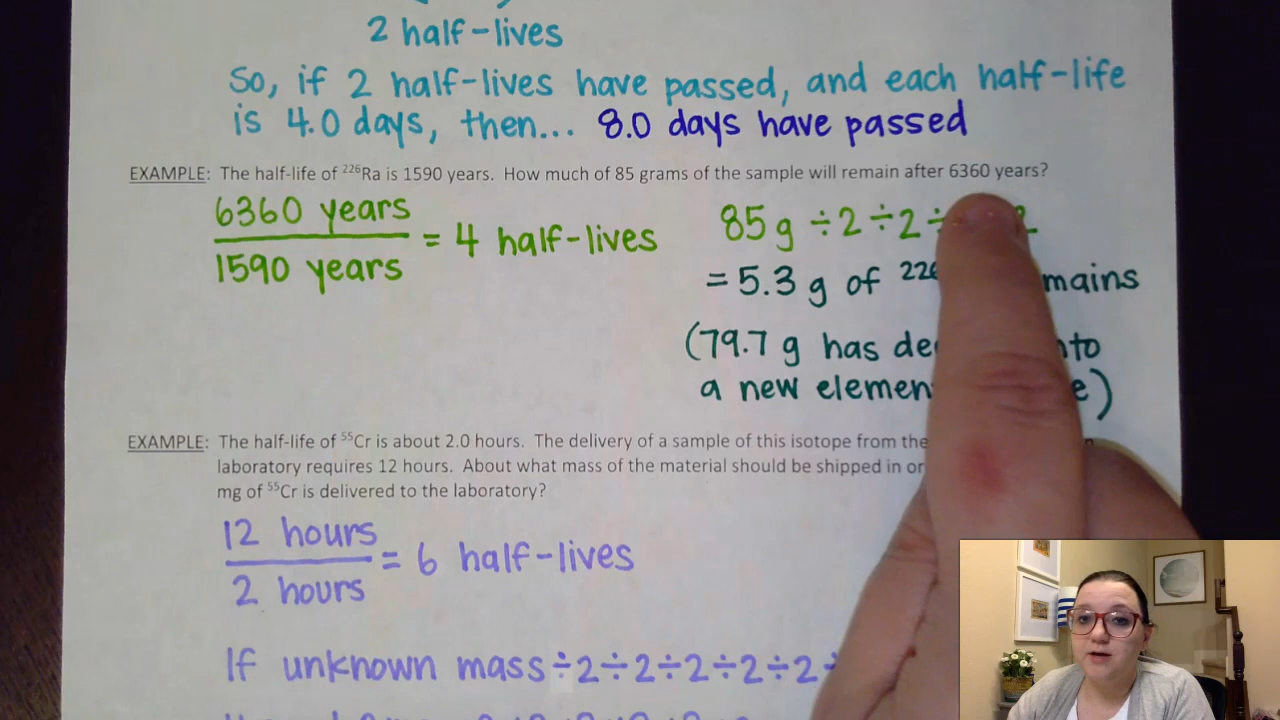 2 half-lives
So, if 2 half-lives have passed, and each half-life
is 4.0 days, then... 8.0 days have passed
EXAMPLE: The half-life of ²²⁶Ra is 1590 years. How much of 85 grams of the sample will remain after 6360 years?
6360 years
1590 years
= 4 half-lives
85 g ÷ 2 ÷ 2 ÷ 2
= 5.3 g of
(79.7 g has
a new
EXAMPLE: The half-life of ⁵⁵Cr is about 2.0 hours. The delivery of a sample of this isotope from the
laboratory requires 12 hours. About what mass of the material should be shipped in
mg of ⁵⁵Cr is delivered to the laboratory?
12 hours
2 hours
= 6 half-lives
If unknown mass ÷2÷2÷2÷2÷2÷